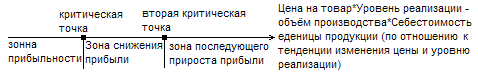 критическая
точка
вторая критическая
точка
зонна
прибыльности
Зона снижения
прибыли
зона последующего
прироста прибыли
Цена на товар*Уровень реализации -
объём производства*Себестоимость
еденицы продукции (по отношению к
тенденции изменения цены и уровню
реализации)